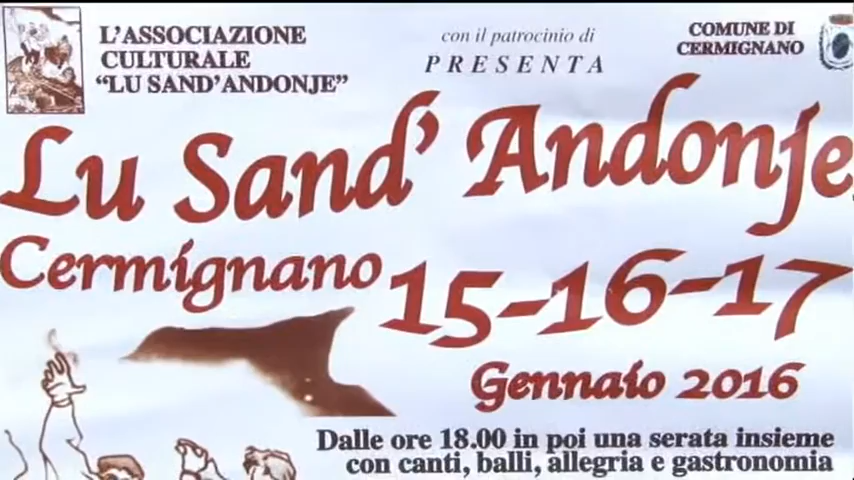 L'ASSOCIAZIONE
CULTURALE
"LU SAND'ANDONJE"
con il patrocinio di
PRESENTA
COMUNE DI
CERMIGNANO
Lu Sand' Andonje
Cermignano 15-16-17
Gennaio 2016
Dalle ore 18.00 in poi una serata insieme
con canti, balli, allegria e gastronomia